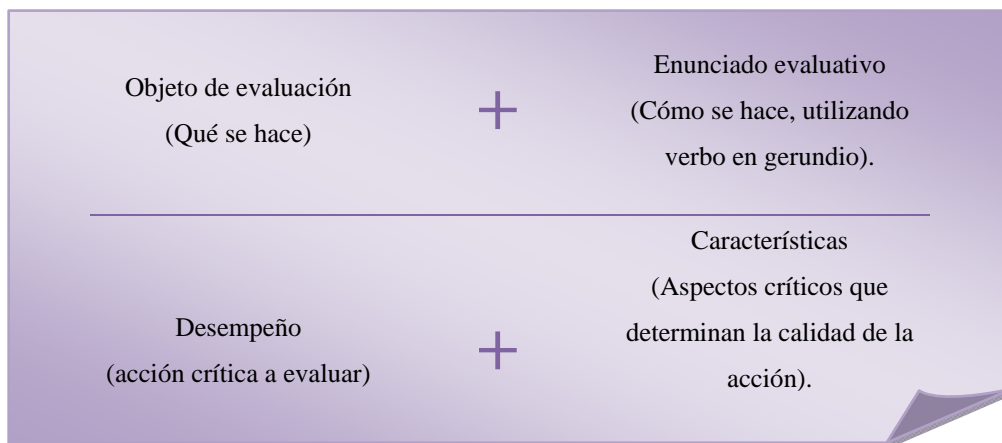 Objeto de evaluación
(Qué se hace)
+
Enunciado evaluativo
(Cómo se hace, utilizando
verbo en gerundio).
Desempeño
(acción crítica a evaluar)
+
Características
(Aspectos críticos que
determinan la calidad de la
acción).